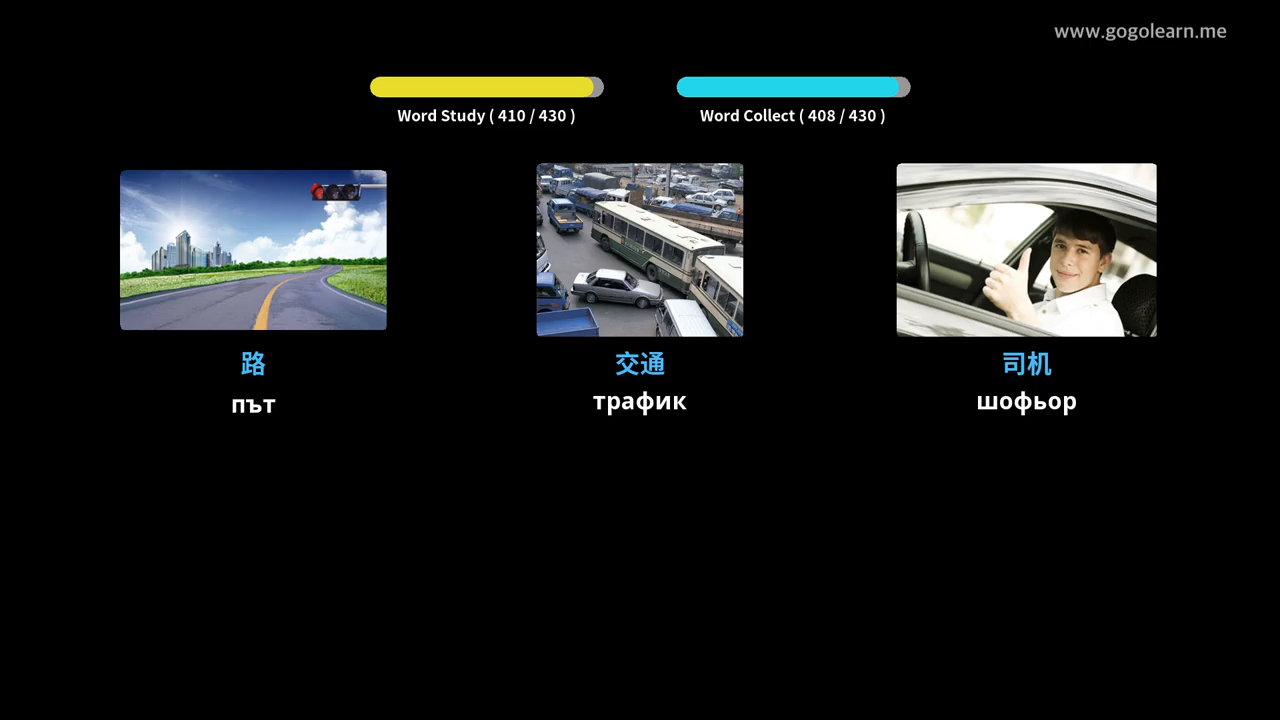 www.gogolearn.me
Word Study ( 410 / 430 )
Word Collect ( 408 / 430 )
路
път
交通
трафик
司机
шофьор